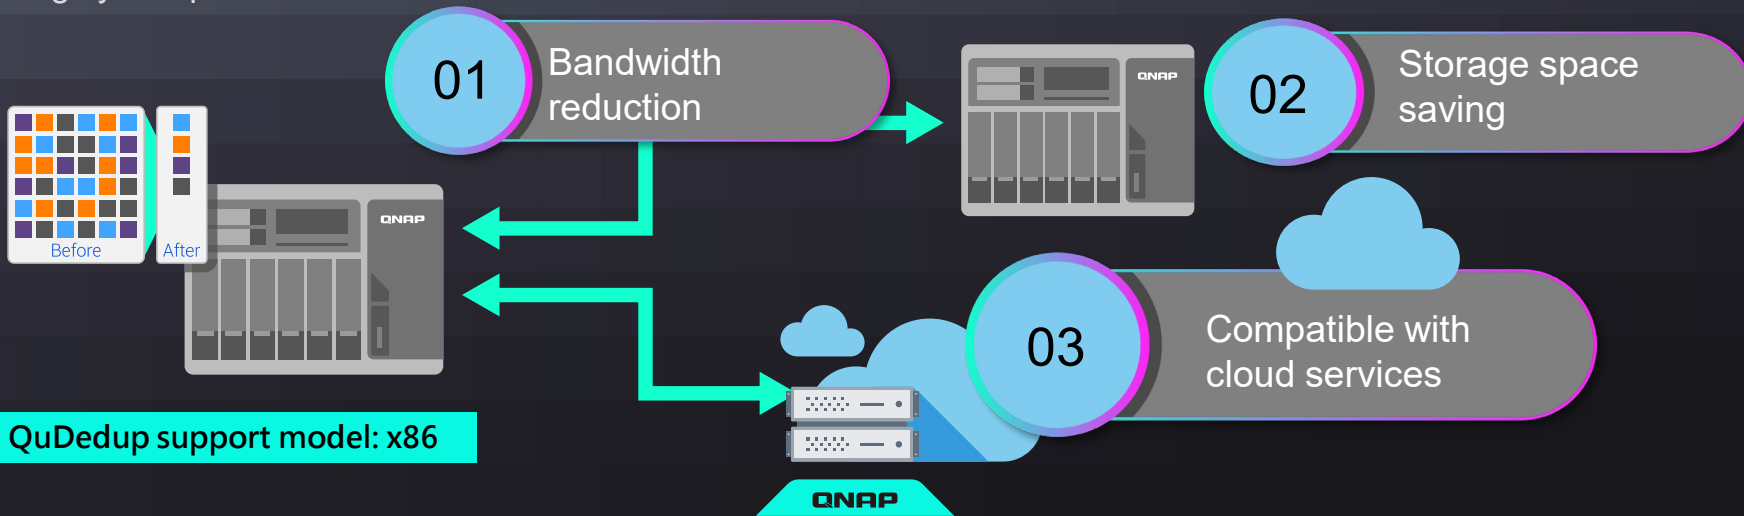 01
Bandwidth
reduction
QNAP
02
Storage space
saving
Before
After
QNAP
03
Compatible with
cloud services
QuDedup support model: x86
QNAP